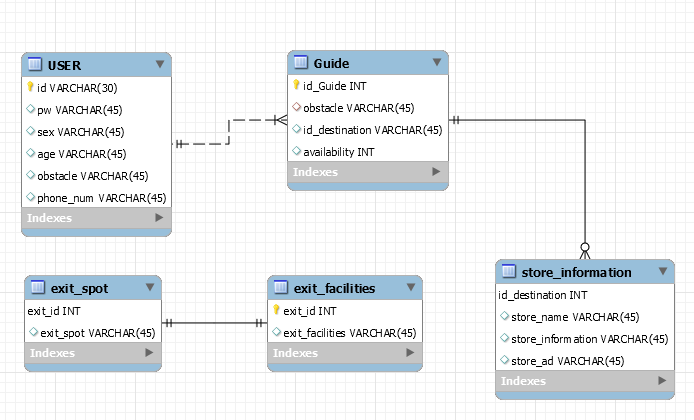 USER
id VARCHAR(30)
pw VARCHAR(45)
sex VARCHAR(45)
age VARCHAR(45)
obstacle VARCHAR(45)
phone_num VARCHAR(45)
Indexes
Guide
id_Guide INT
obstacle VARCHAR(45)
id_destination VARCHAR(45)
availability INT
Indexes
exit_spot
exit_id INT
exit_spot VARCHAR(45)
Indexes
exit_facilities
exit_id INT
exit_facilities VARCHAR(45)
Indexes
store_information
id_destination INT
store_name VARCHAR(45)
store_information VARCHAR(45)
store_ad VARCHAR(45)
Indexes